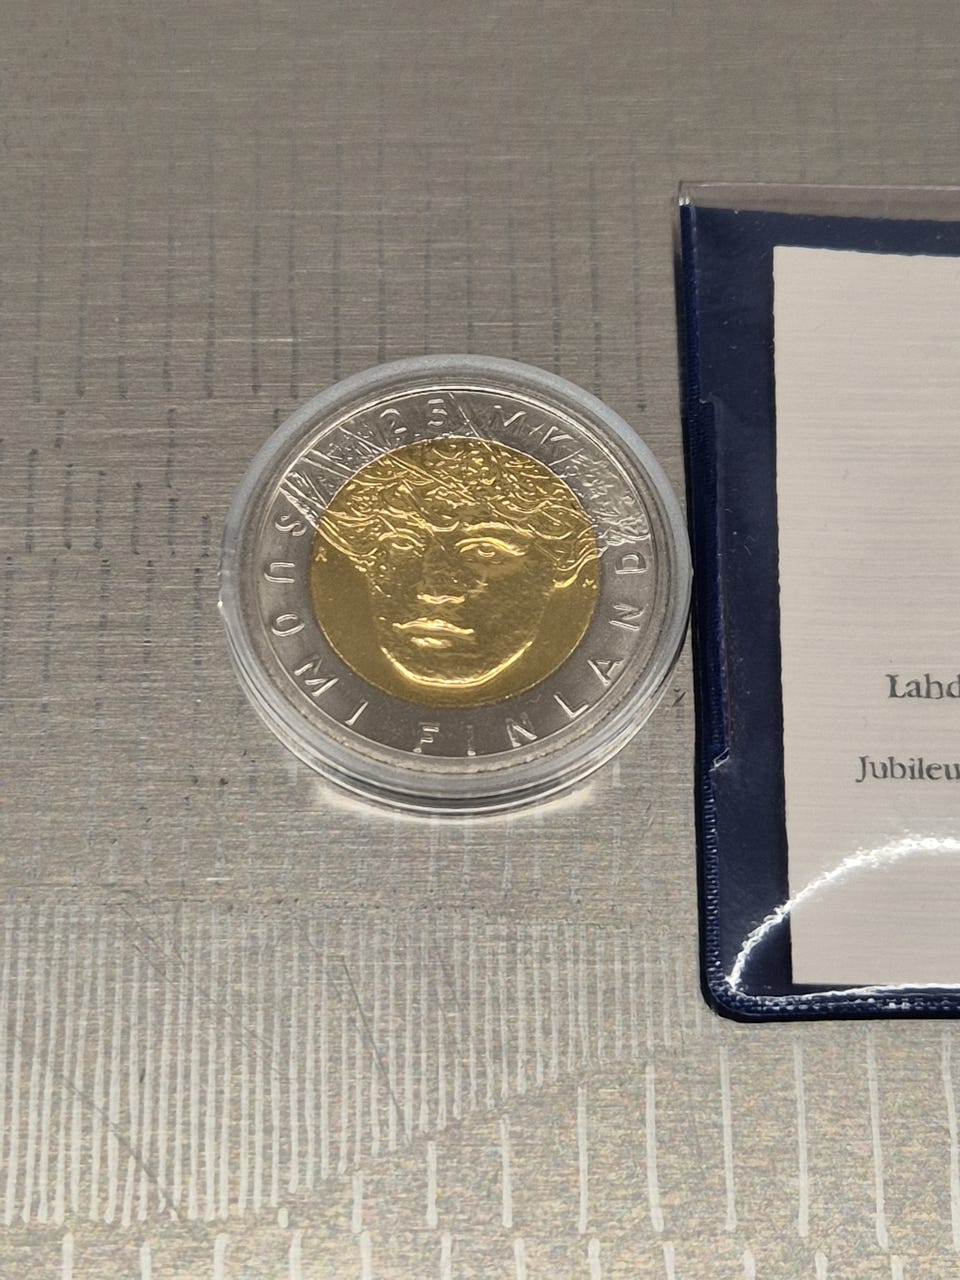 25 MK
SUOMI FINLAND
Lahd
Jubileu